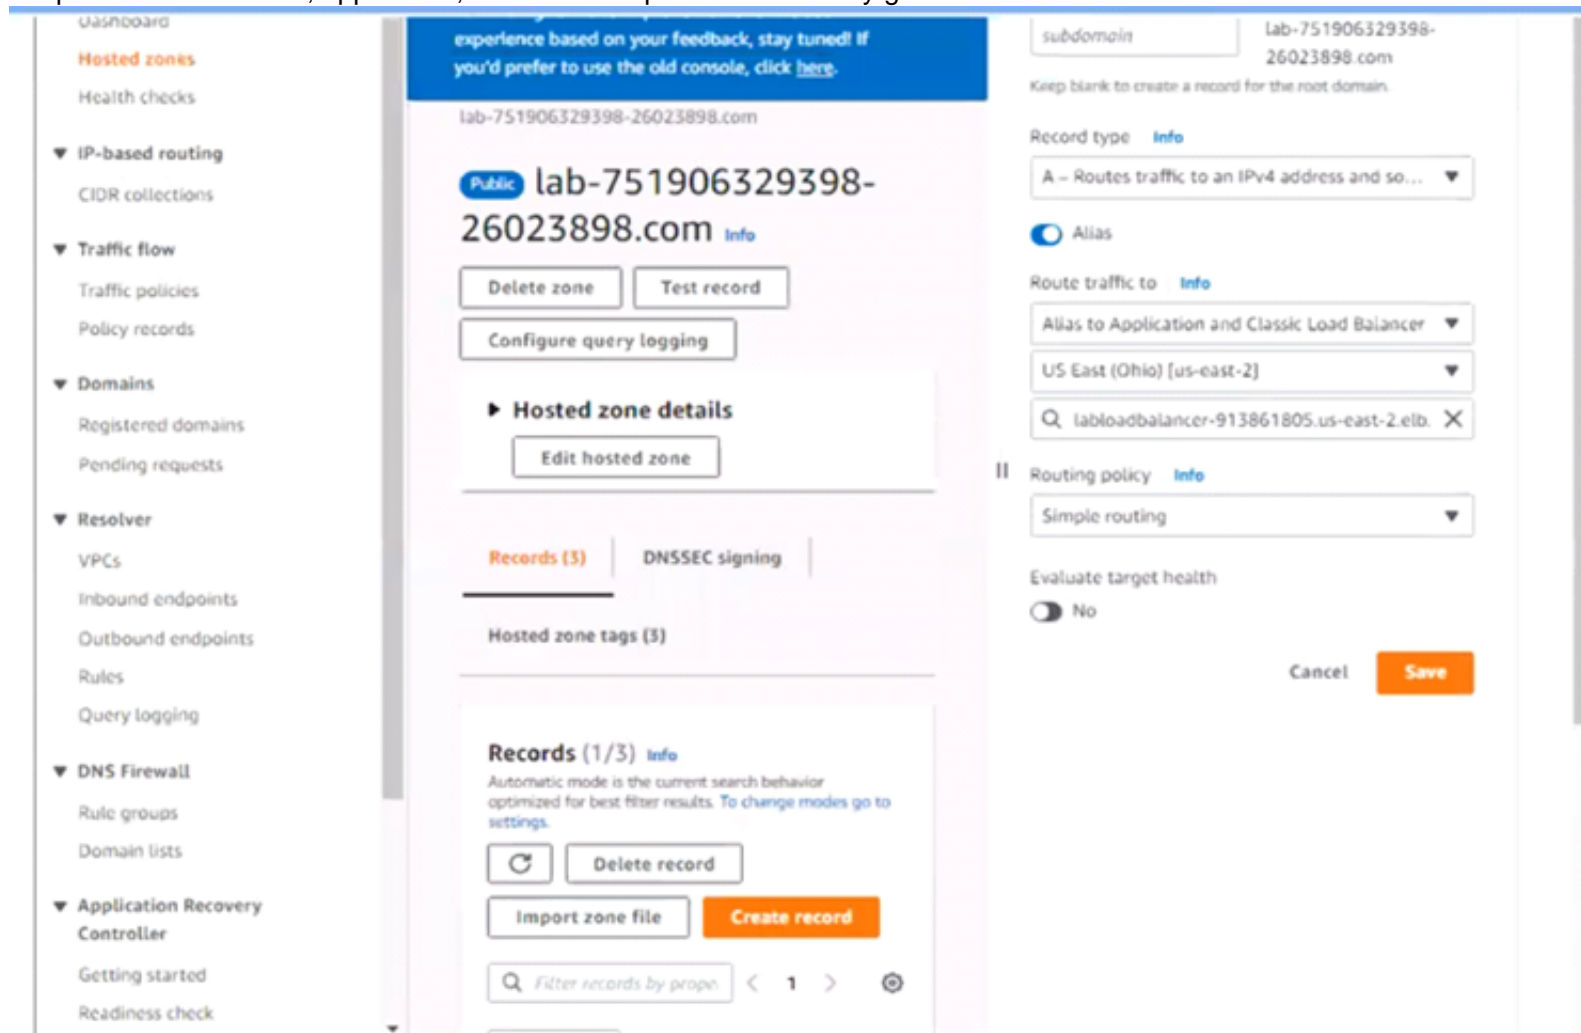 Dashboard
Hosted zones
Health checks
IP-based routing
CIDR collections
Traffic flow
Traffic policies
Policy records
Domains
Registered domains
Pending requests
Resolver
VPCs
Inbound endpoints
Outbound endpoints
Rules
Query logging
DNS Firewall
Rule groups
Domain lists
Application Recovery
Controller
Getting started
Readiness check
experience based on your feedback, stay tuned! If
you'd prefer to use the old console, click here.
lab-751906329398-26023898.com
Public lab-751906329398-
26023898.com Info
Delete zone Test record
Configure query logging
Hosted zone details
Edit hosted zone
Records (3) DNSSEC signing
Hosted zone tags (3)
Records (1/3) Info
Automatic mode is the current search behavior
optimized for best filter results. To change modes go to
settings.
Delete record
Import zone file Create record
Filter records by prope 1
subdomain lab-751906329398-
26023898.com
Keep blank to create a record for the root domain.
Record type Info
A – Routes traffic to an IPv4 address and so...
Alias
Route traffic to Info
Alias to Application and Classic Load Balancer
US East (Ohio) [us-east-2]
labloadbalancer-913861805.us-east-2.elb.
Routing policy Info
Simple routing
Evaluate target health
No
Cancel Save